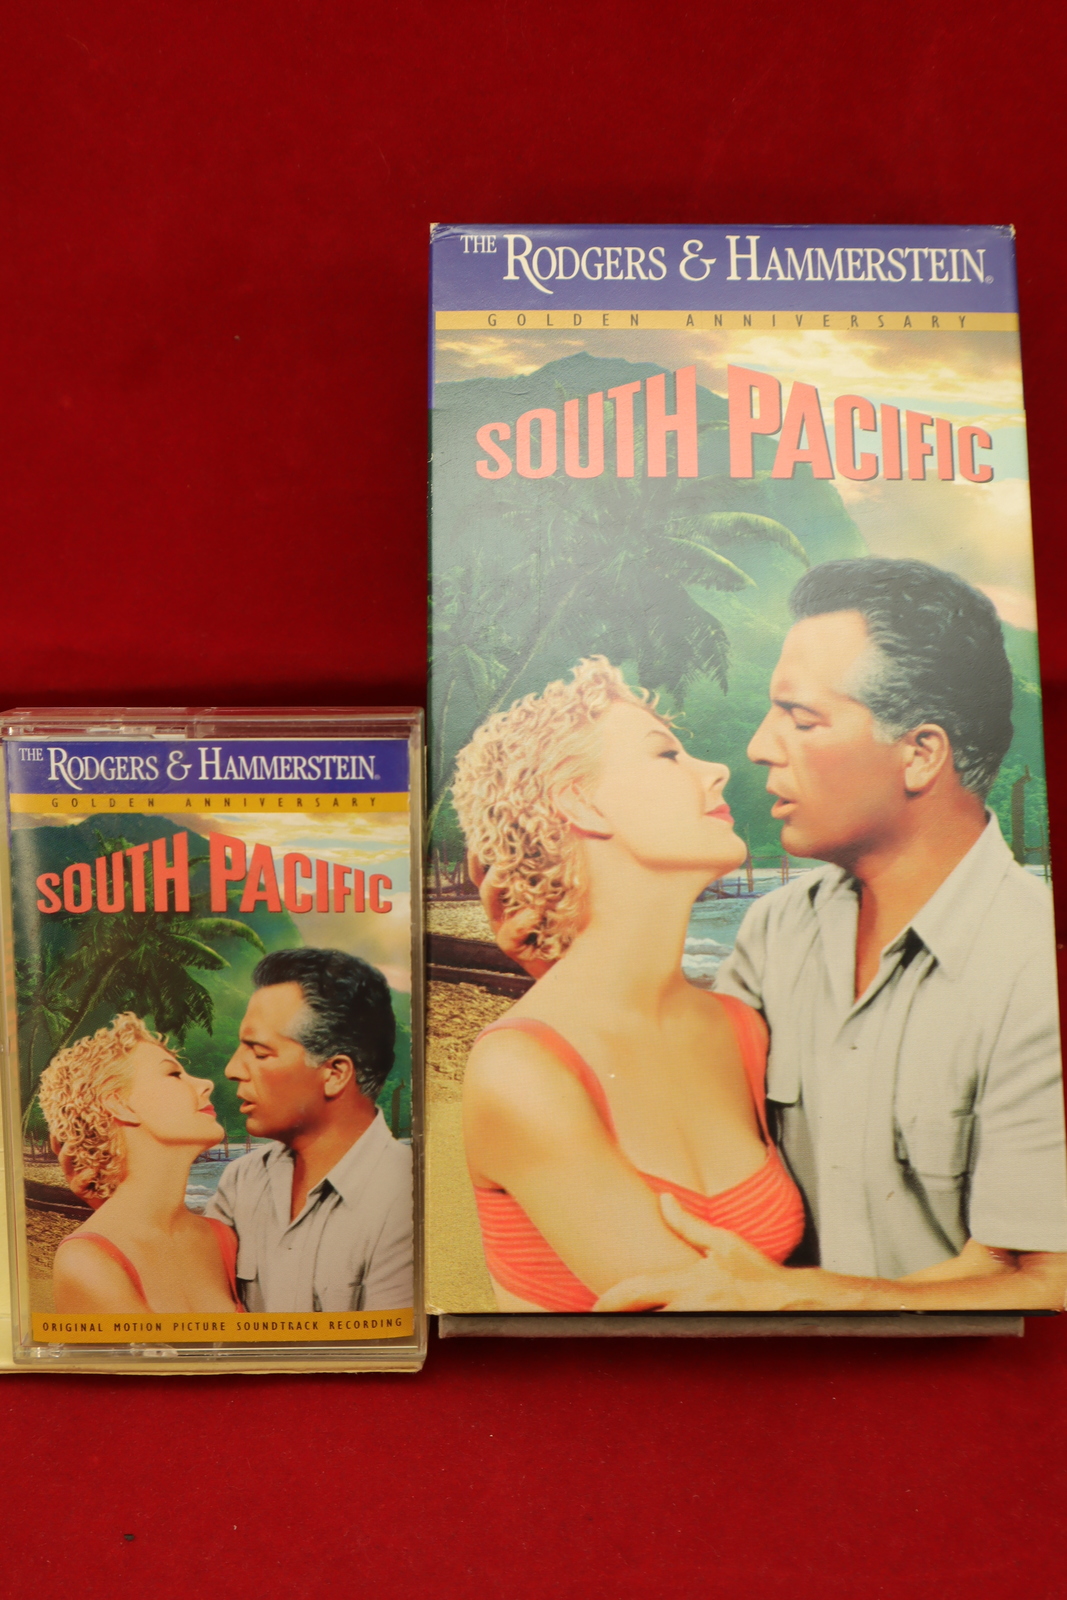 THE RODGERS & HAMMERSTEIN®
GOLDEN ANNIVERSARY
SOUTH PACIFIC
THE RODGERS & HAMMERSTEIN®
GOLDEN ANNIVERSARY
SOUTH PACIFIC
ORIGINAL MOTION PICTURE SOUNDTRACK RECORDING